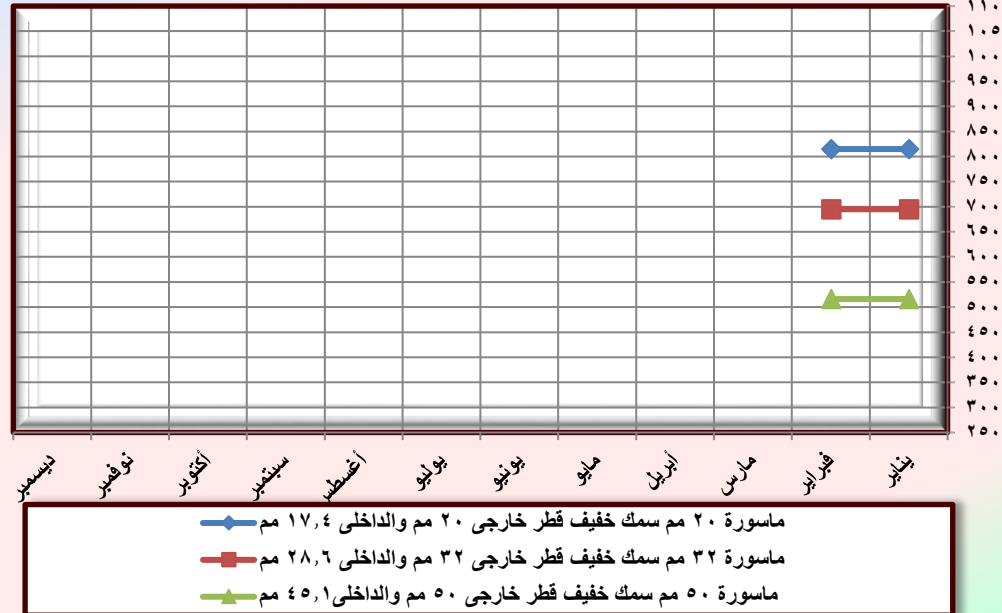 ١١٠
١٠٥
١٠٠
٩٥٠
٩٠٠
٨٥٠
٨٠٠
٧٥٠
٧٠٠
٦٥٠
٦٠٠
٥٥٠
٥٠٠
٤٥٠
٤٠٠
٣٥٠
٣٠٠
٢٥٠
يناير
فبراير
مارس
أبريل
مايو
يونيو
يوليو
أغسطس
سبتمبر
أكتوبر
نوفمبر
ديسمبر
ماسورة ٢٠ مم سمك خفيف قطر خارجى ٢٠ مم والداخلى ١٧,٤ مم
ماسورة ٣٢ مم سمك خفيف قطر خارجى ٣٢ مم والداخلى ٢٨,٦ مم
ماسورة ٥٠ مم سمك خفيف قطر خارجى ٥٠ مم والداخلى٤٥,١ مم